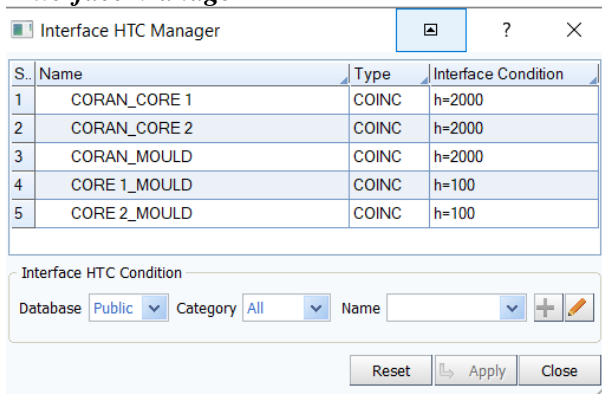 Interface HTC Manager ?
S.. Name Type Interface Condition
1 CORAN_CORE 1 COINC h=2000
2 CORAN_CORE 2 COINC h=2000
3 CORAN_MOULD COINC h=2000
4 CORE 1_MOULD COINC h=100
5 CORE 2_MOULD COINC h=100
Interface HTC Condition
Database Public Category All Name
Reset Apply Close